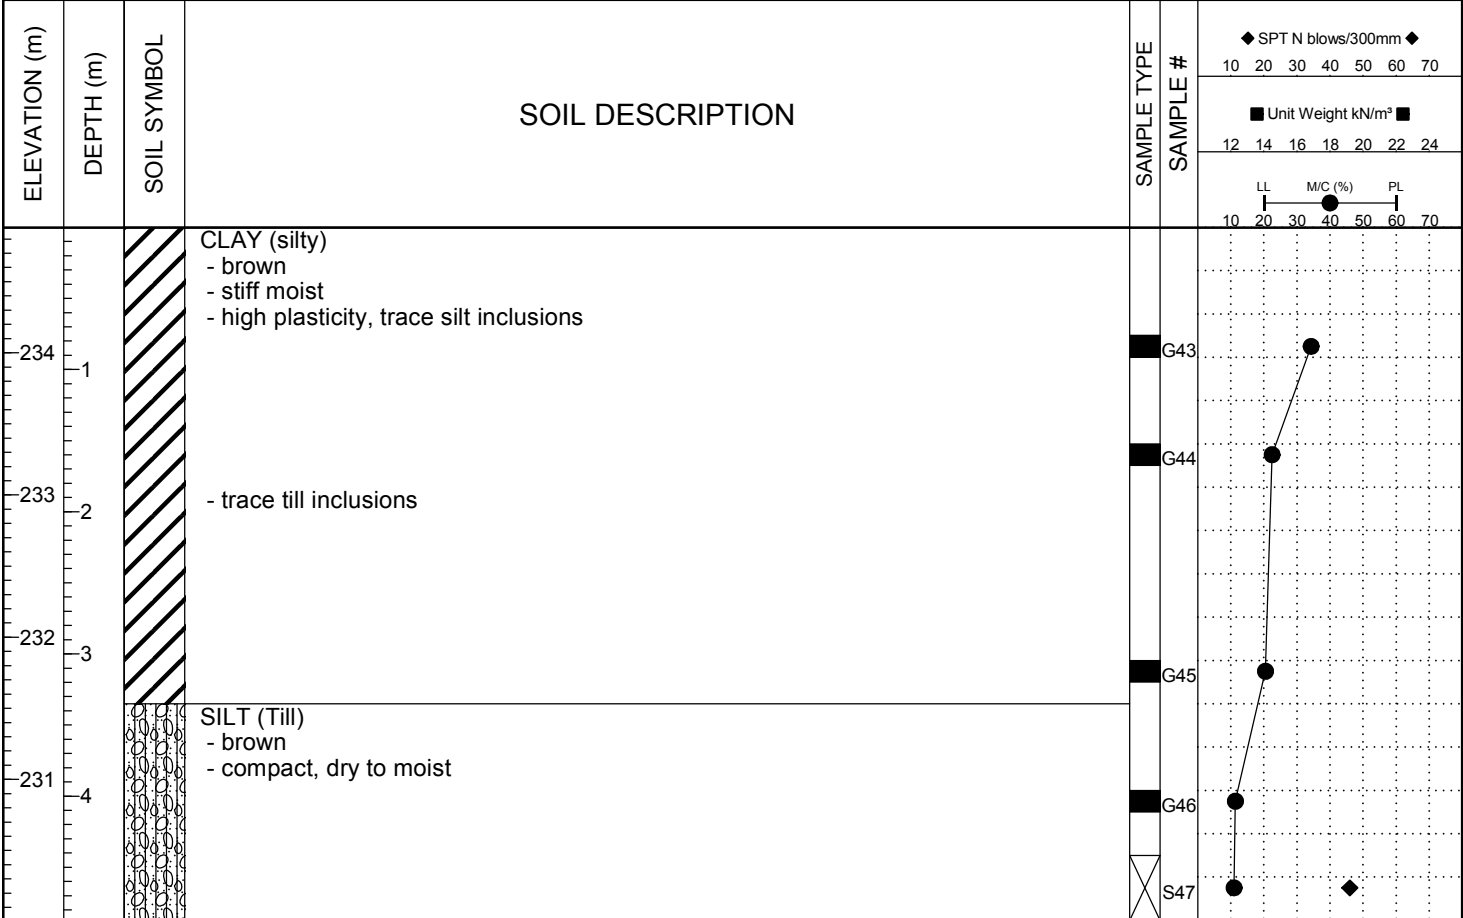 ELEVATION (m)
DEPTH (m)
SOIL SYMBOL
SOIL DESCRIPTION
SAMPLE TYPE
SAMPLE #
◆ SPT N blows/300mm ◆
10 20 30 40 50 60 70
■ Unit Weight kN/m³ ■
12 14 16 18 20 22 24
LL M/C (%) PL
10 20 30 40 50 60 70
CLAY (silty)
- brown
- stiff moist
- high plasticity, trace silt inclusions
234
1
G43
G44
233
2
- trace till inclusions
232
3
G45
SILT (Till)
- brown
- compact, dry to moist
231
4
G46
S47